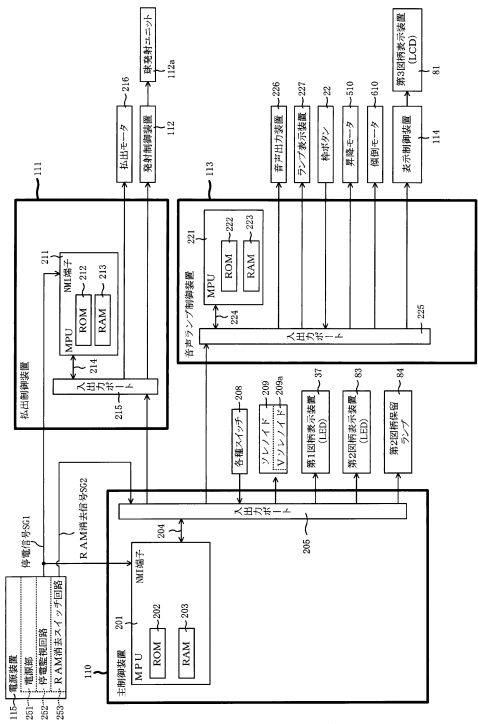 115
電源装置
251
電源部
252
停電監視回路
253
RAM消去スイッチ回路
停電信号SG1
RAM消去信号SG2
110
主制御装置
201
MPU
NMI端子
ROM
202
RAM
203
204
入出力ポート
205
111
払出制御装置
211
MPU
NMI端子
ROM
212
RAM
213
214
入出力ポート
215
払出モータ
216
発射制御装置
112
球発射ユニット
112a
各種スイッチ
208
ソレノイド
209
Vソレノイド
209a
第1図柄表示装置
(LED)
37
第2図柄表示装置
(LED)
83
第2図柄保留
ランプ
84
113
音声ランプ制御装置
221
MPU
ROM
222
RAM
223
224
入出力ポート
225
音声出力装置
226
ランプ表示装置
227
枠ボタン
22
昇降モータ
510
傾倒モータ
610
表示制御装置
114
第3図柄表示装置
(LCD)
81